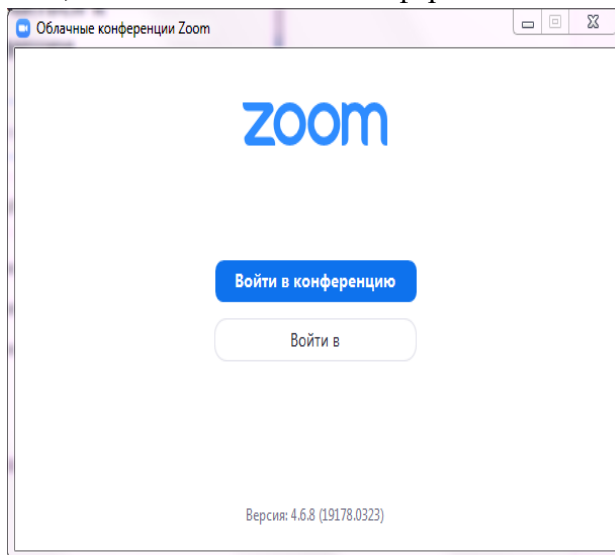 Облачные конференции Zoom
zoom
Войти в конференцию
Войти в
Версия: 4.6.8 (19178.0323)